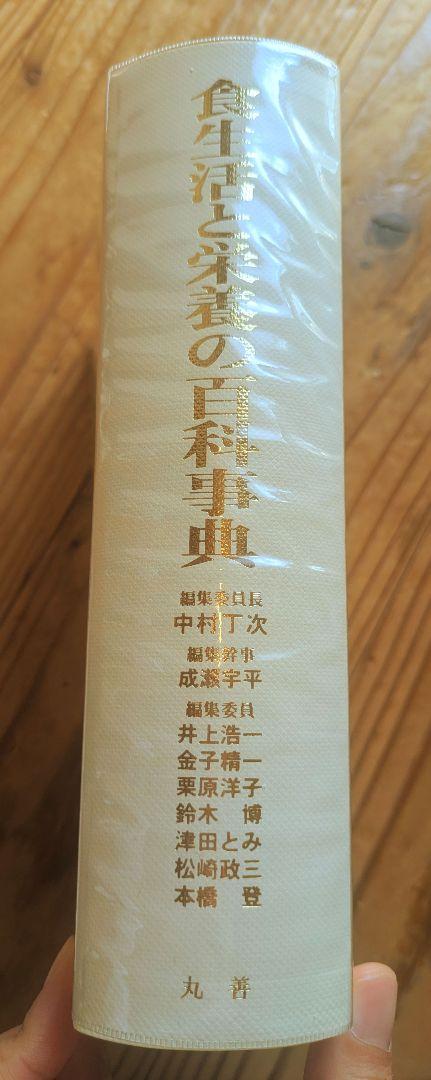 食生活と栄養の百科事典
編集委員長
中村丁次
編集幹事
成瀬宇平
編集委員
井上浩一
金子精一
栗原洋子
鈴木 博
津田とみ
松崎政三
本橋 登
丸善